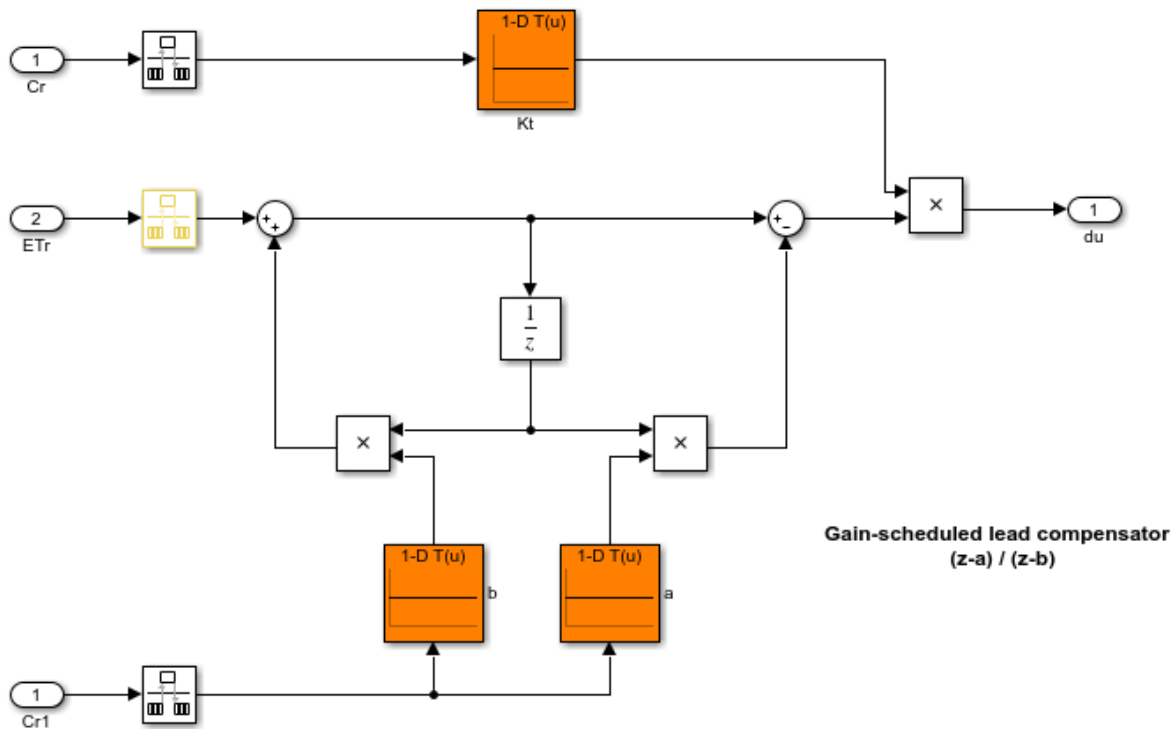 1-D T(u)
1
Cr
Kt
×
2
ETr
+
+
+
−
1
du
1
z
×
×
Gain-scheduled lead compensator
(z-a) / (z-b)
1-D T(u)
b
1-D T(u)
a
1
Cr1